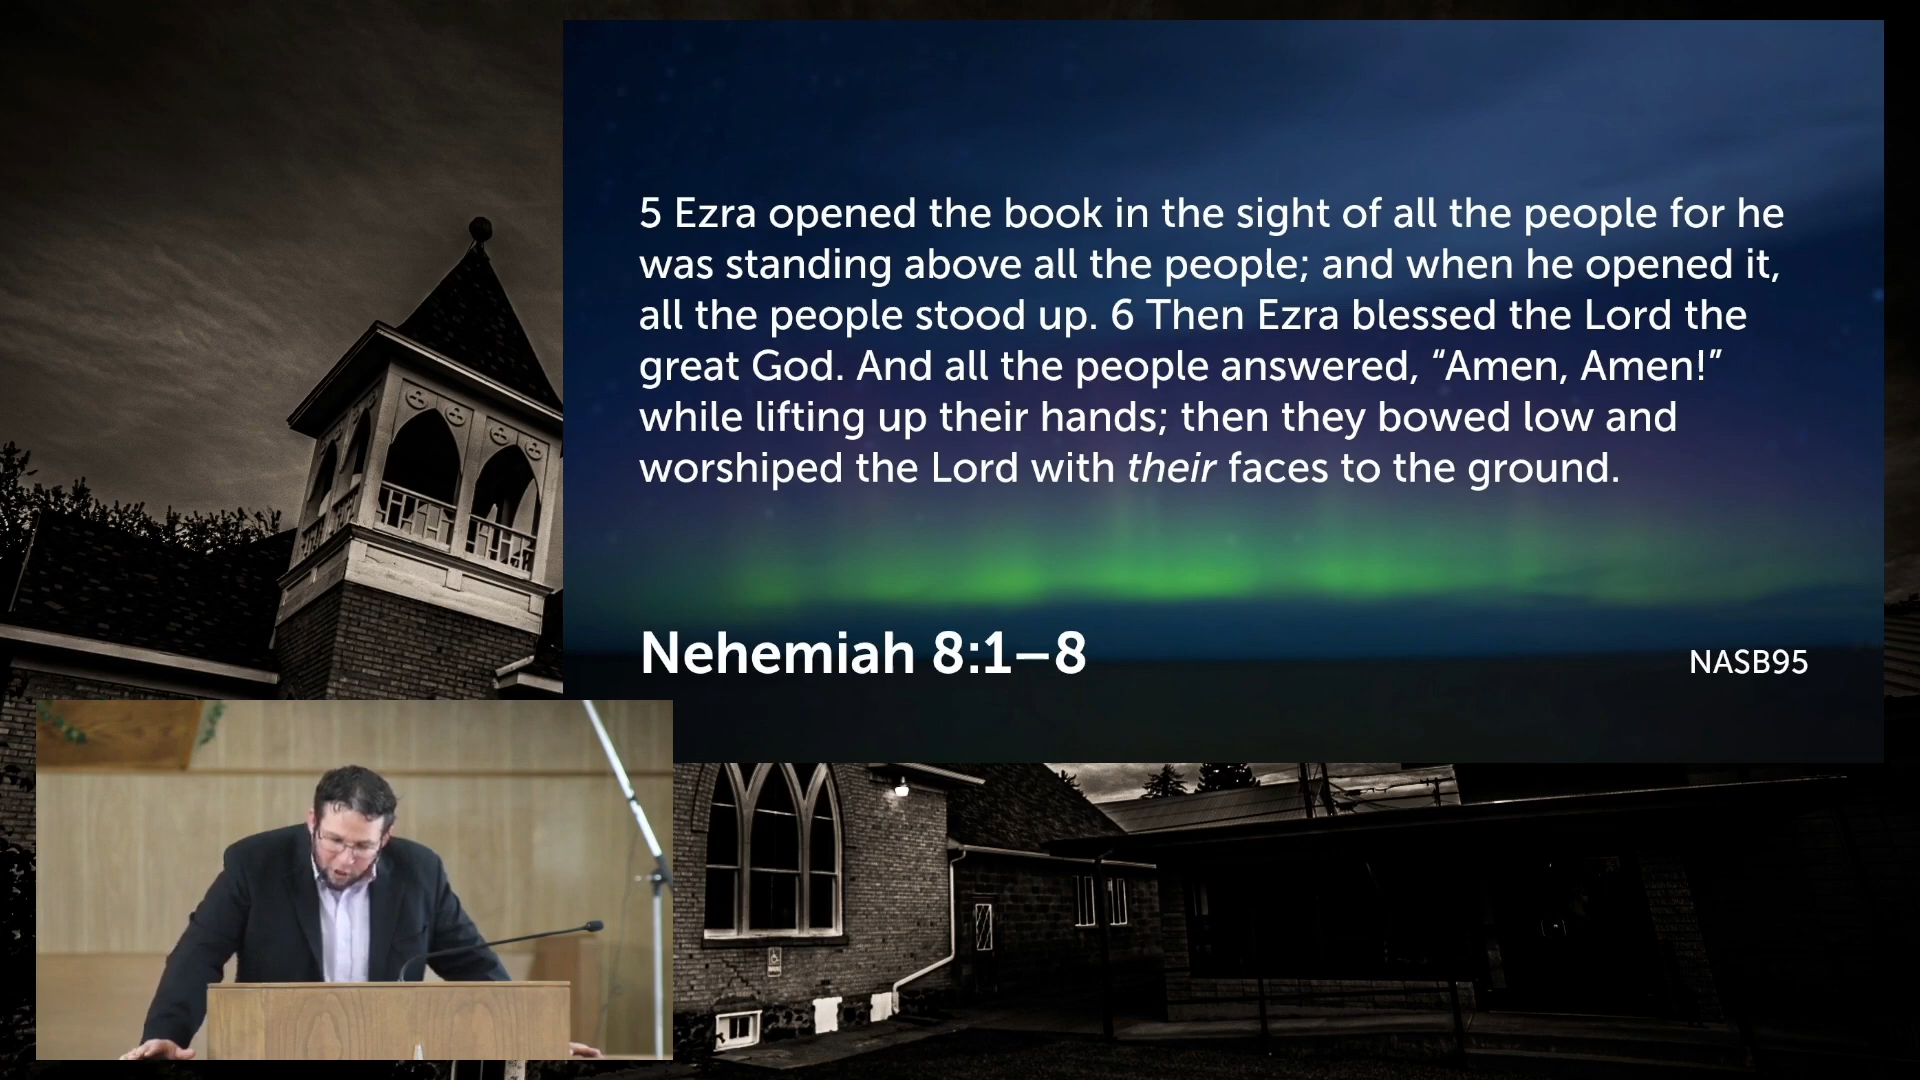 5 Ezra opened the book in the sight of all the people for he
was standing above all the people; and when he opened it,
all the people stood up. 6 Then Ezra blessed the Lord the
great God. And all the people answered, “Amen, Amen!”
while lifting up their hands; then they bowed low and
worshiped the Lord with their faces to the ground.
Nehemiah 8:1–8
NASB95